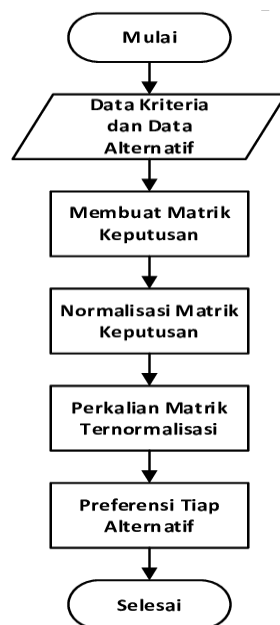 Mulai
Data Kriteria
dan Data
Alternatif
Membuat Matrik
Keputusan
Normalisasi Matrik
Keputusan
Perkalian Matrik
Ternormalisasi
Preferensi Tiap
Alternatif
Selesai